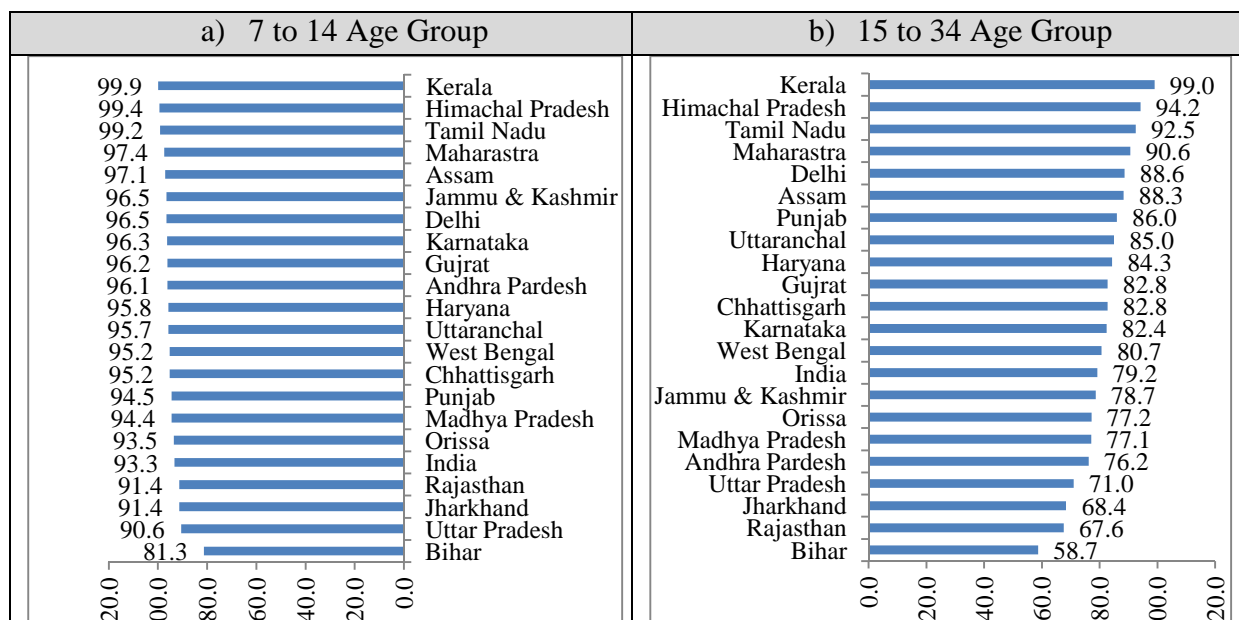 a) 7 to 14 Age Group
99.9 Kerala
99.4 Himachal Pradesh
99.2 Tamil Nadu
97.4 Maharastra
97.1 Assam
96.5 Jammu & Kashmir
96.5 Delhi
96.3 Karnataka
96.2 Gujrat
96.1 Andhra Pardesh
95.8 Haryana
95.7 Uttaranchal
95.2 West Bengal
95.2 Chhattisgarh
94.5 Punjab
94.4 Madhya Pradesh
93.5 Orissa
93.3 India
91.4 Rajasthan
91.4 Jharkhand
90.6 Uttar Pradesh
81.3 Bihar
20.0 00.0 80.0 60.0 40.0 20.0 0.0
b) 15 to 34 Age Group
Kerala 99.0
Himachal Pradesh 94.2
Tamil Nadu 92.5
Maharastra 90.6
Delhi 88.6
Assam 88.3
Punjab 86.0
Uttaranchal 85.0
Haryana 84.3
Gujrat 82.8
Chhattisgarh 82.8
Karnataka 82.4
West Bengal 80.7
India 79.2
Jammu & Kashmir 78.7
Orissa 77.2
Madhya Pradesh 77.1
Andhra Pardesh 76.2
Uttar Pradesh 71.0
Jharkhand 68.4
Rajasthan 67.6
Bihar 58.7
0.0 20.0 40.0 60.0 80.0 00.0 20.0